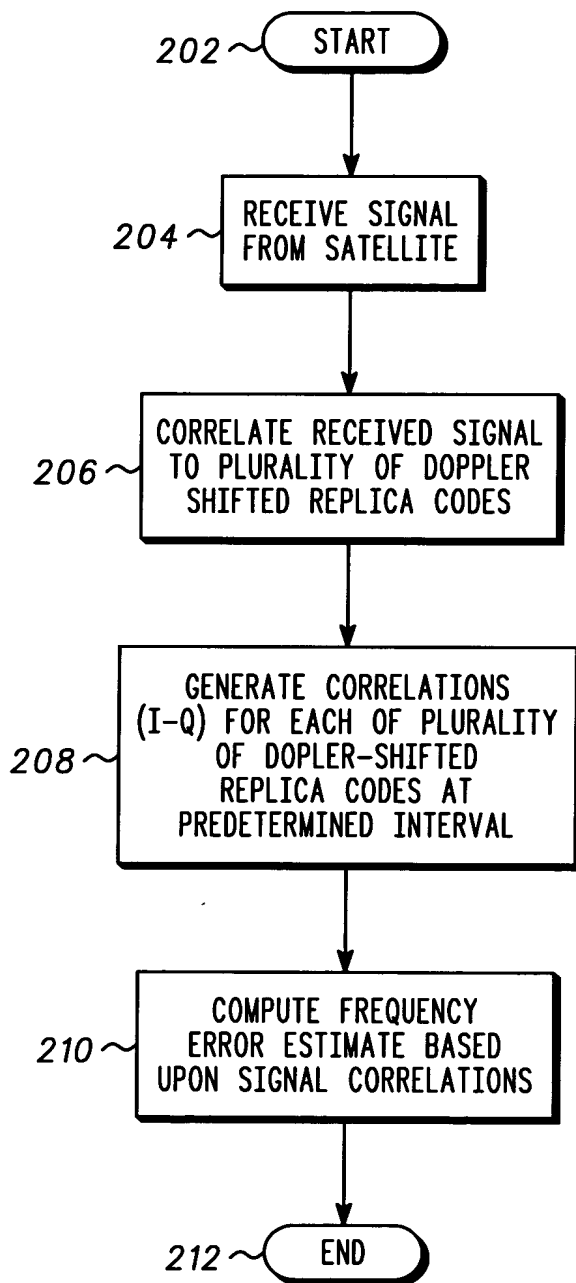 202
START
204
RECEIVE SIGNAL
FROM SATELLITE
206
CORRELATE RECEIVED SIGNAL
TO PLURALITY OF DOPPLER
SHIFTED REPLICA CODES
208
GENERATE CORRELATIONS
(I-Q) FOR EACH OF PLURALITY
OF DOPLER-SHIFTED
REPLICA CODES AT
PREDETERMINED INTERVAL
210
COMPUTE FREQUENCY
ERROR ESTIMATE BASED
UPON SIGNAL CORRELATIONS
212
END